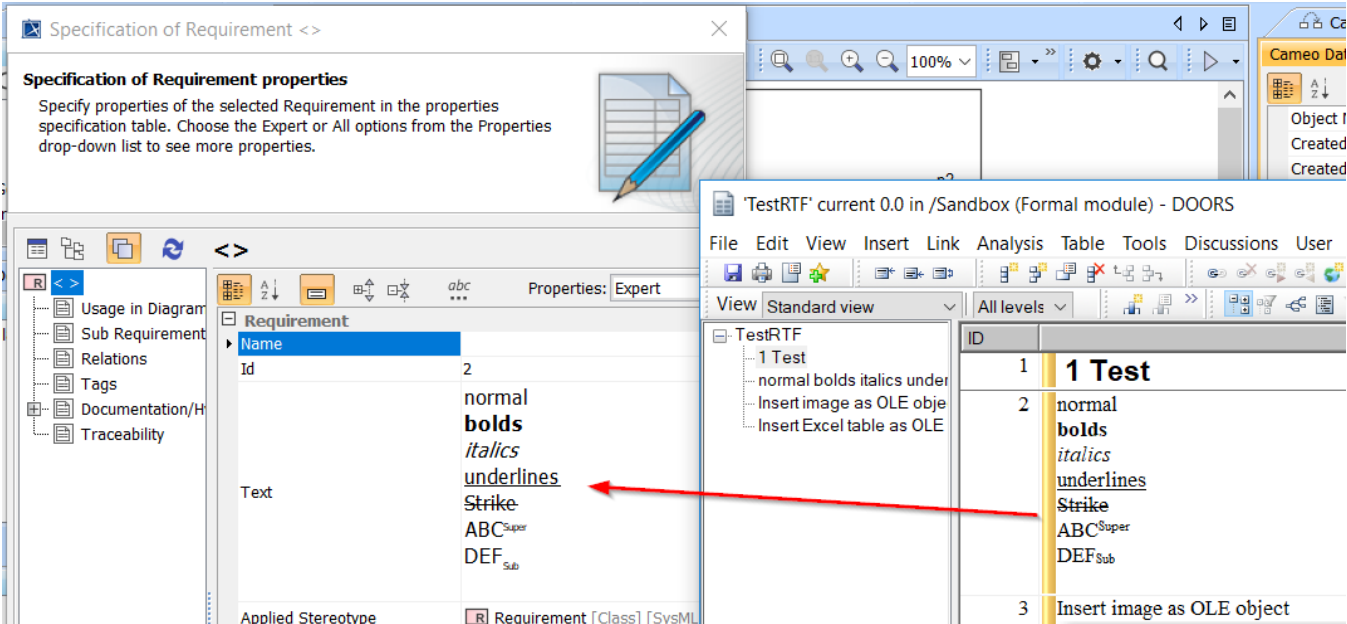 Specification of Requirement <>
Specification of Requirement properties
Specify properties of the selected Requirement in the properties
specification table. Choose the Expert or All options from the Properties
drop-down list to see more properties.
<>
R < >
Usage in Diagram
Sub Requirement
Relations
Tags
Documentation/H
Traceability
abc
Properties: Expert
Requirement
Name
Id 2
Text
normal
bolds
italics
underlines
Strike
ABCSuper
DEFSub
Applied Stereotype R Requirement [Class] [SysML
100%
Ca
Cameo Dat
A
Z
Object
Created
Created
'TestRTF' current 0.0 in /Sandbox (Formal module) - DOORS
File Edit View Insert Link Analysis Table Tools Discussions User
View Standard view All levels
TestRTF
1 Test
normal bolds italics under
Insert image as OLE obje
Insert Excel table as OLE
ID
1 1 Test
2 normal
bolds
italics
underlines
Strike
ABCSuper
DEFSub
3 Insert image as OLE object